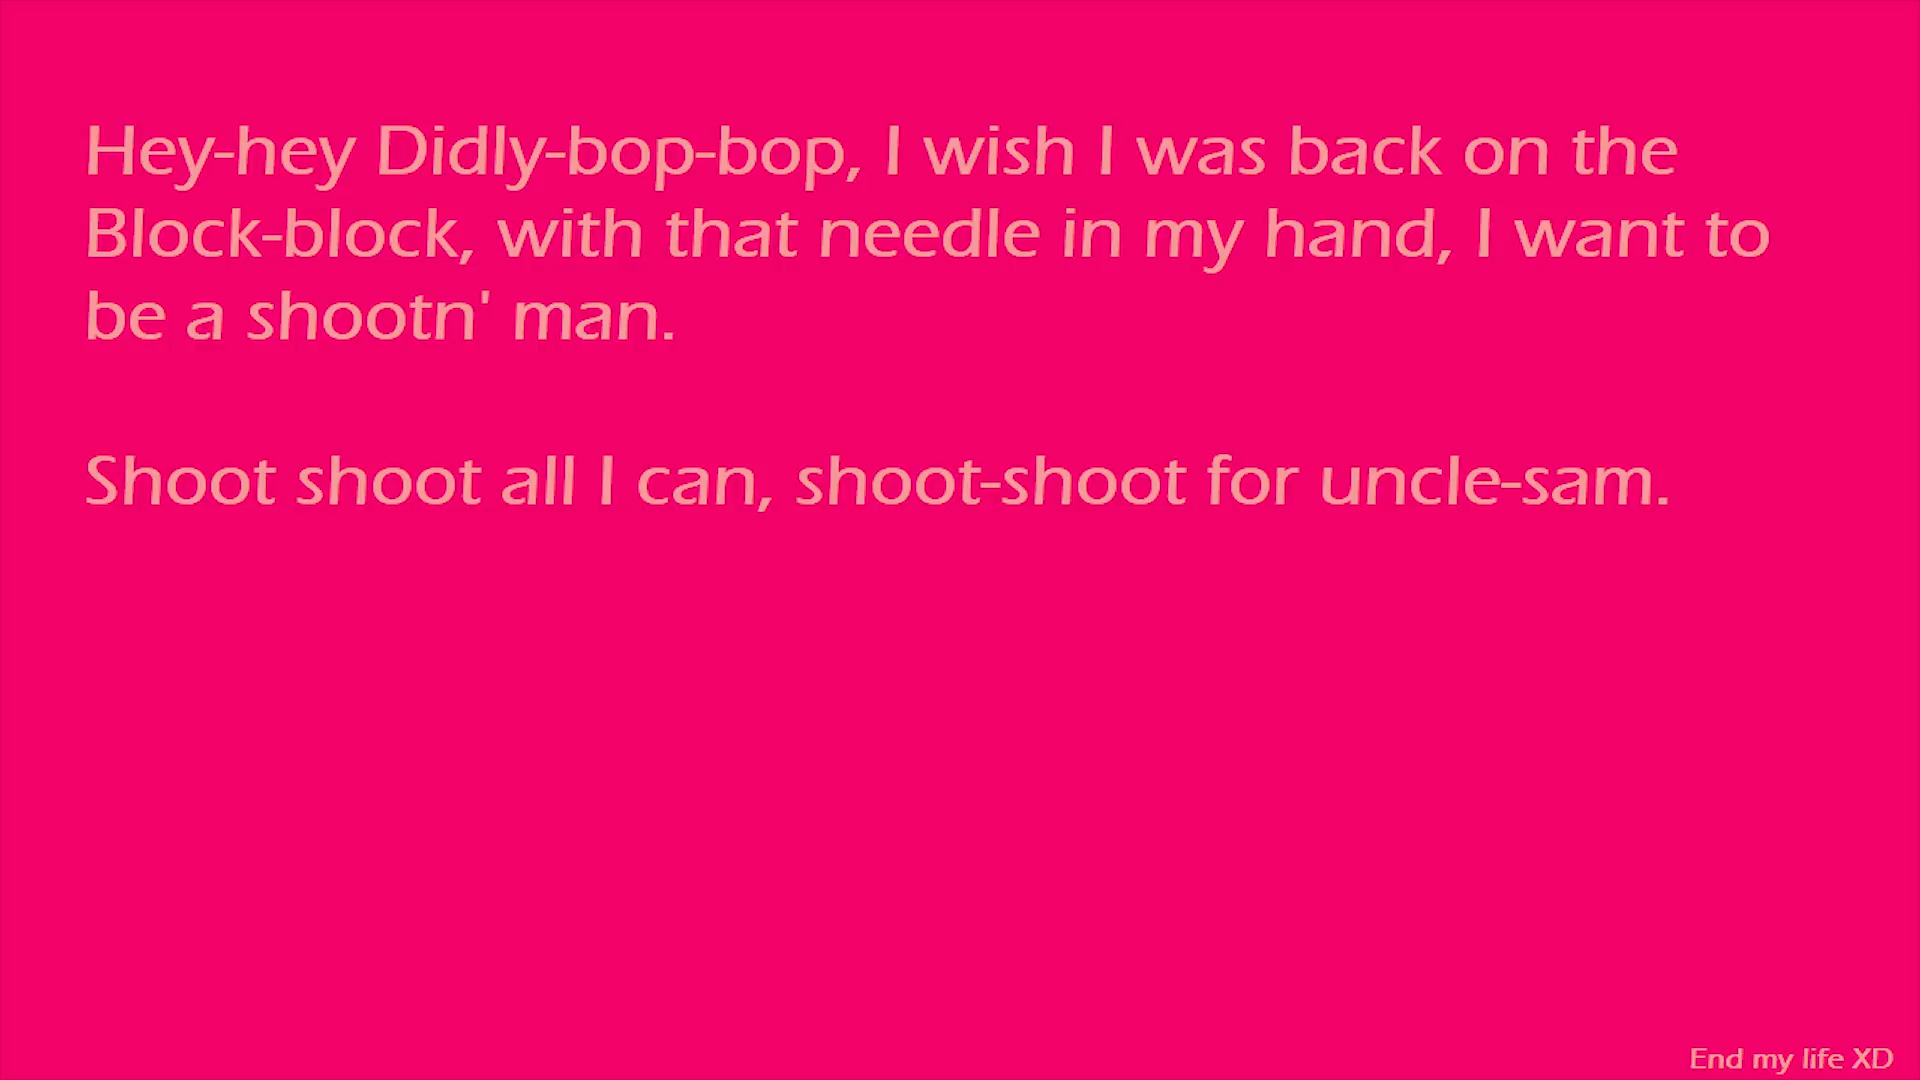 Hey-hey Didly-bop-bop, I wish I was back on the
Block-block, with that needle in my hand, I want to
be a shootn' man.
Shoot shoot all I can, shoot-shoot for uncle-sam.
End my life XD